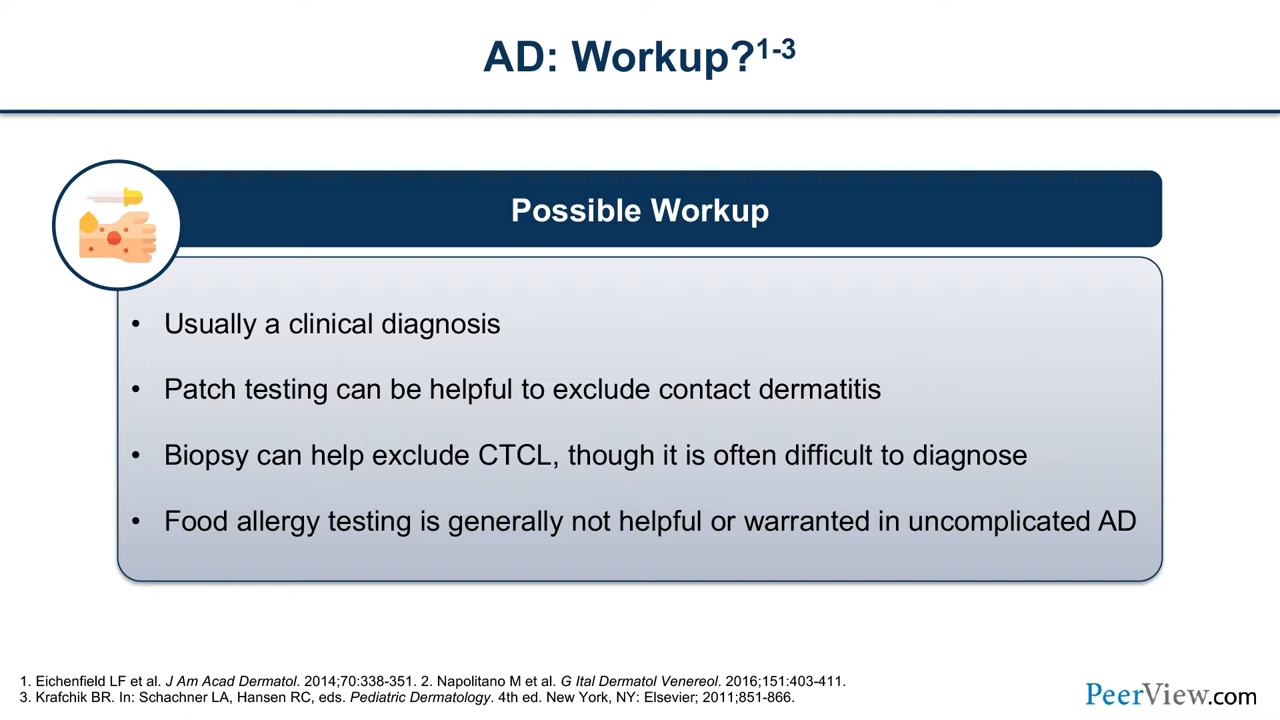 AD: Workup?1-3
Possible Workup
• Usually a clinical diagnosis
• Patch testing can be helpful to exclude contact dermatitis
• Biopsy can help exclude CTCL, though it is often difficult to diagnose
• Food allergy testing is generally not helpful or warranted in uncomplicated AD
1. Eichenfield LF et al. J Am Acad Dermatol. 2014;70:338-351. 2. Napolitano M et al. G Ital Dermatol Venereol. 2016;151:403-411.
3. Krafchik BR. In: Schachner LA, Hansen RC, eds. Pediatric Dermatology. 4th ed. New York, NY: Elsevier; 2011;851-866.
PeerView.com